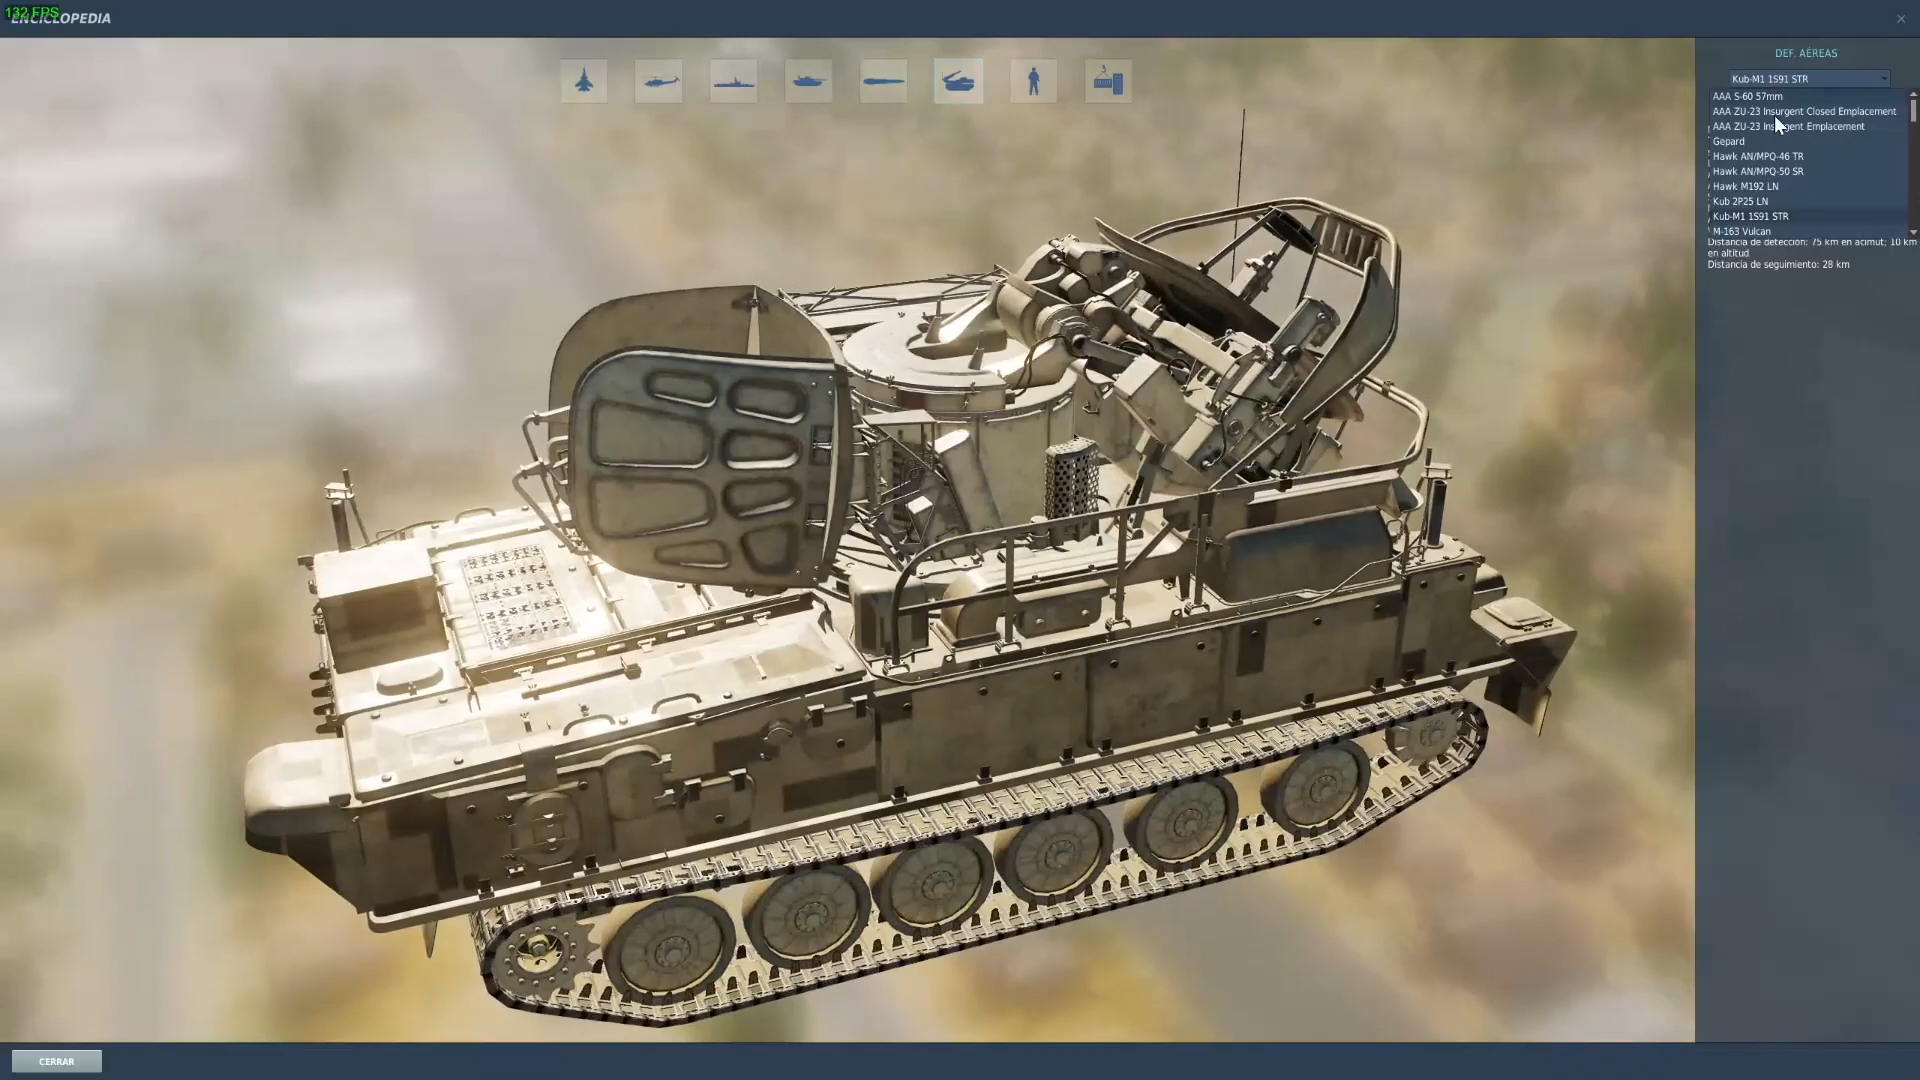 132 FPS
ENCICLOPEDIA
DEF. AÉREAS
Kub-M1 1S91 STR
AAA S-60 57mm
AAA ZU-23 Insurgent Closed Emplacement
AAA ZU-23 Insurgent Emplacement
Gepard
Hawk AN/MPQ-46 TR
Hawk AN/MPQ-50 SR
Hawk M192 LN
Kub 2P25 LN
Kub-M1 1S91 STR
M-163 Vulcan
Distancia de detección: 75 km en acimut; 10 km
en altitud
Distancia de seguimiento: 28 km
CERRAR